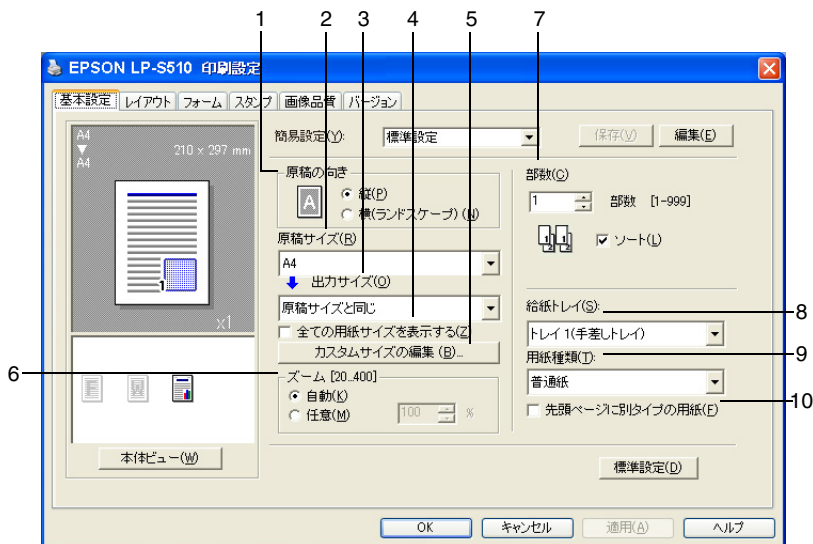 1 2 3 4 5 7
EPSON LP-S510 印刷設定
基本設定 レイアウト フォーム スタンプ 画像品質 バージョン
A4
A4
210 × 297 mm
1
x1
本体ビュー(W)
簡易設定(Y): 標準設定 保存(V) 編集(E)
原稿の向き
A
縦(P)
横(ランドスケープ) (N)
原稿サイズ(R)
A4
出力サイズ(O)
原稿サイズと同じ
全ての用紙サイズを表示する(Z)
カスタムサイズの編集 (B)...
6
ズーム [20..400]
自動(K)
任意(M) 100 %
部数(C)
1 部数 [1-999]
ソート(L)
給紙トレイ(S):
8
トレイ 1(手差しトレイ)
用紙種類(T):
9
普通紙
10
先頭ページに別タイプの用紙(F)
標準設定(D)
OK キャンセル 適用(A) ヘルプ